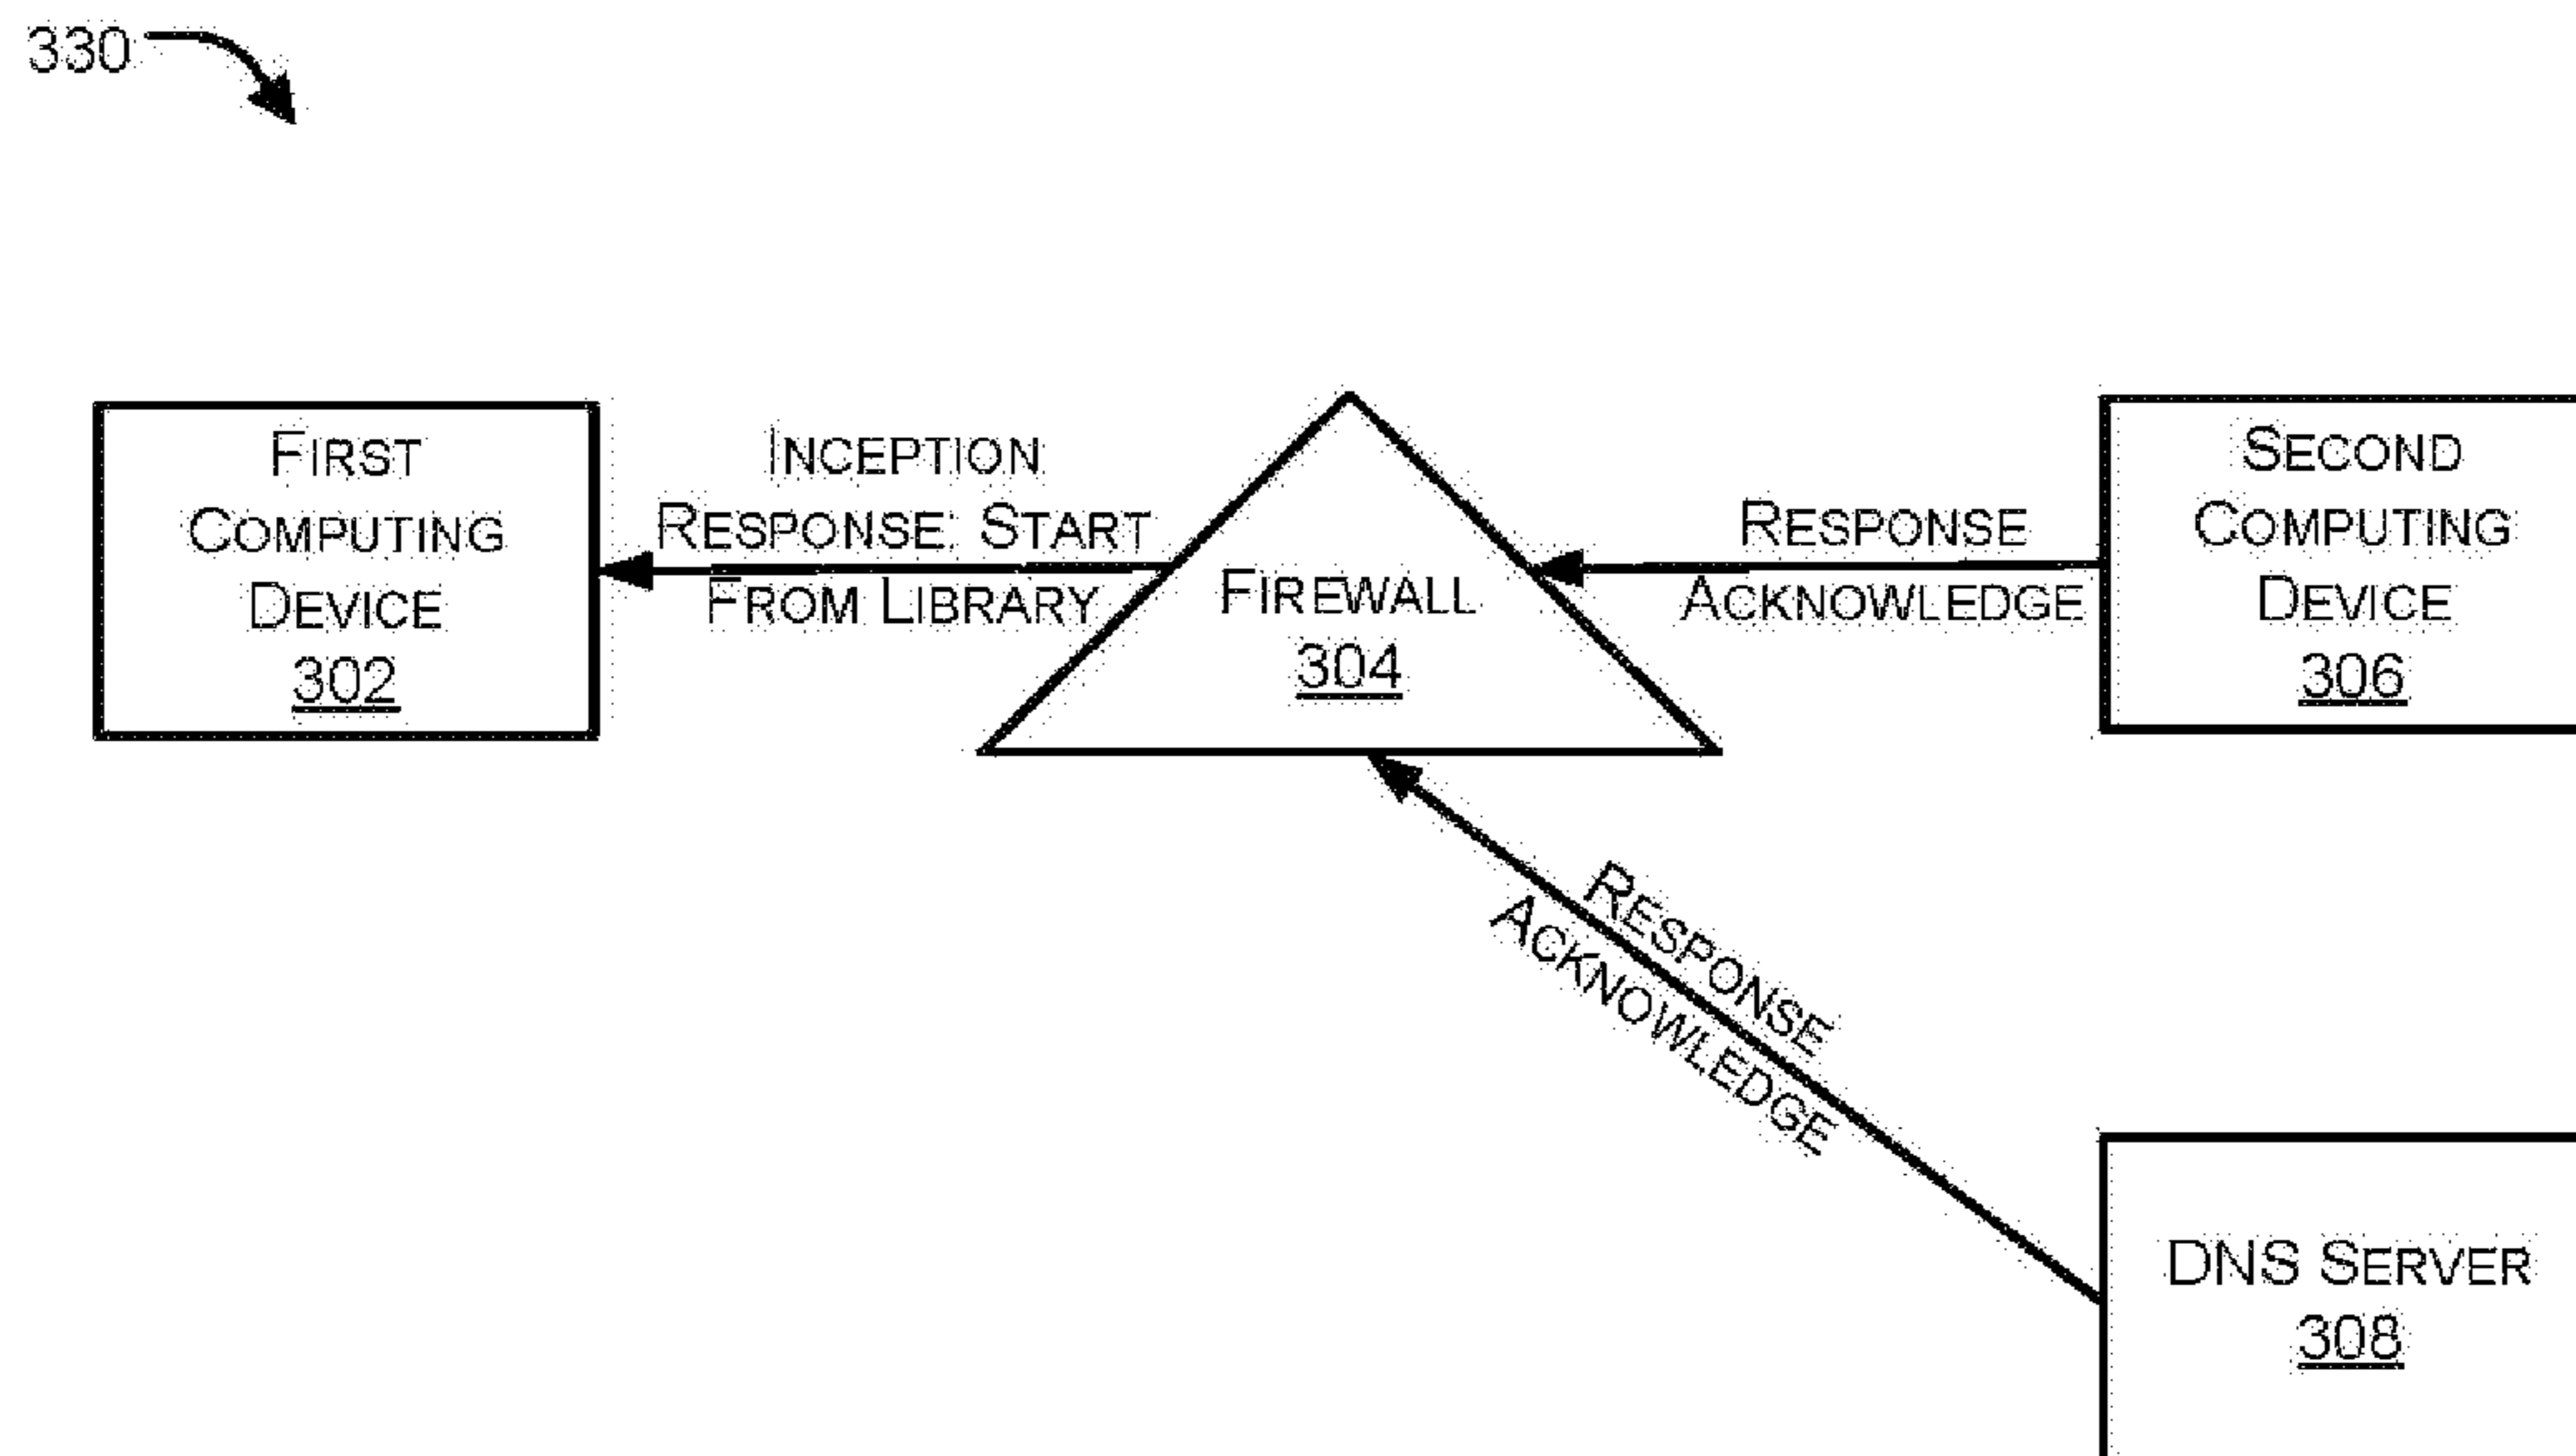 330
FIRST
COMPUTING
DEVICE
302
INCEPTION
RESPONSE: START
FROM LIBRARY
FIREWALL
304
RESPONSE
ACKNOWLEDGE
SECOND
COMPUTING
DEVICE
306
RESPONSE
ACKNOWLEDGE
DNS SERVER
308